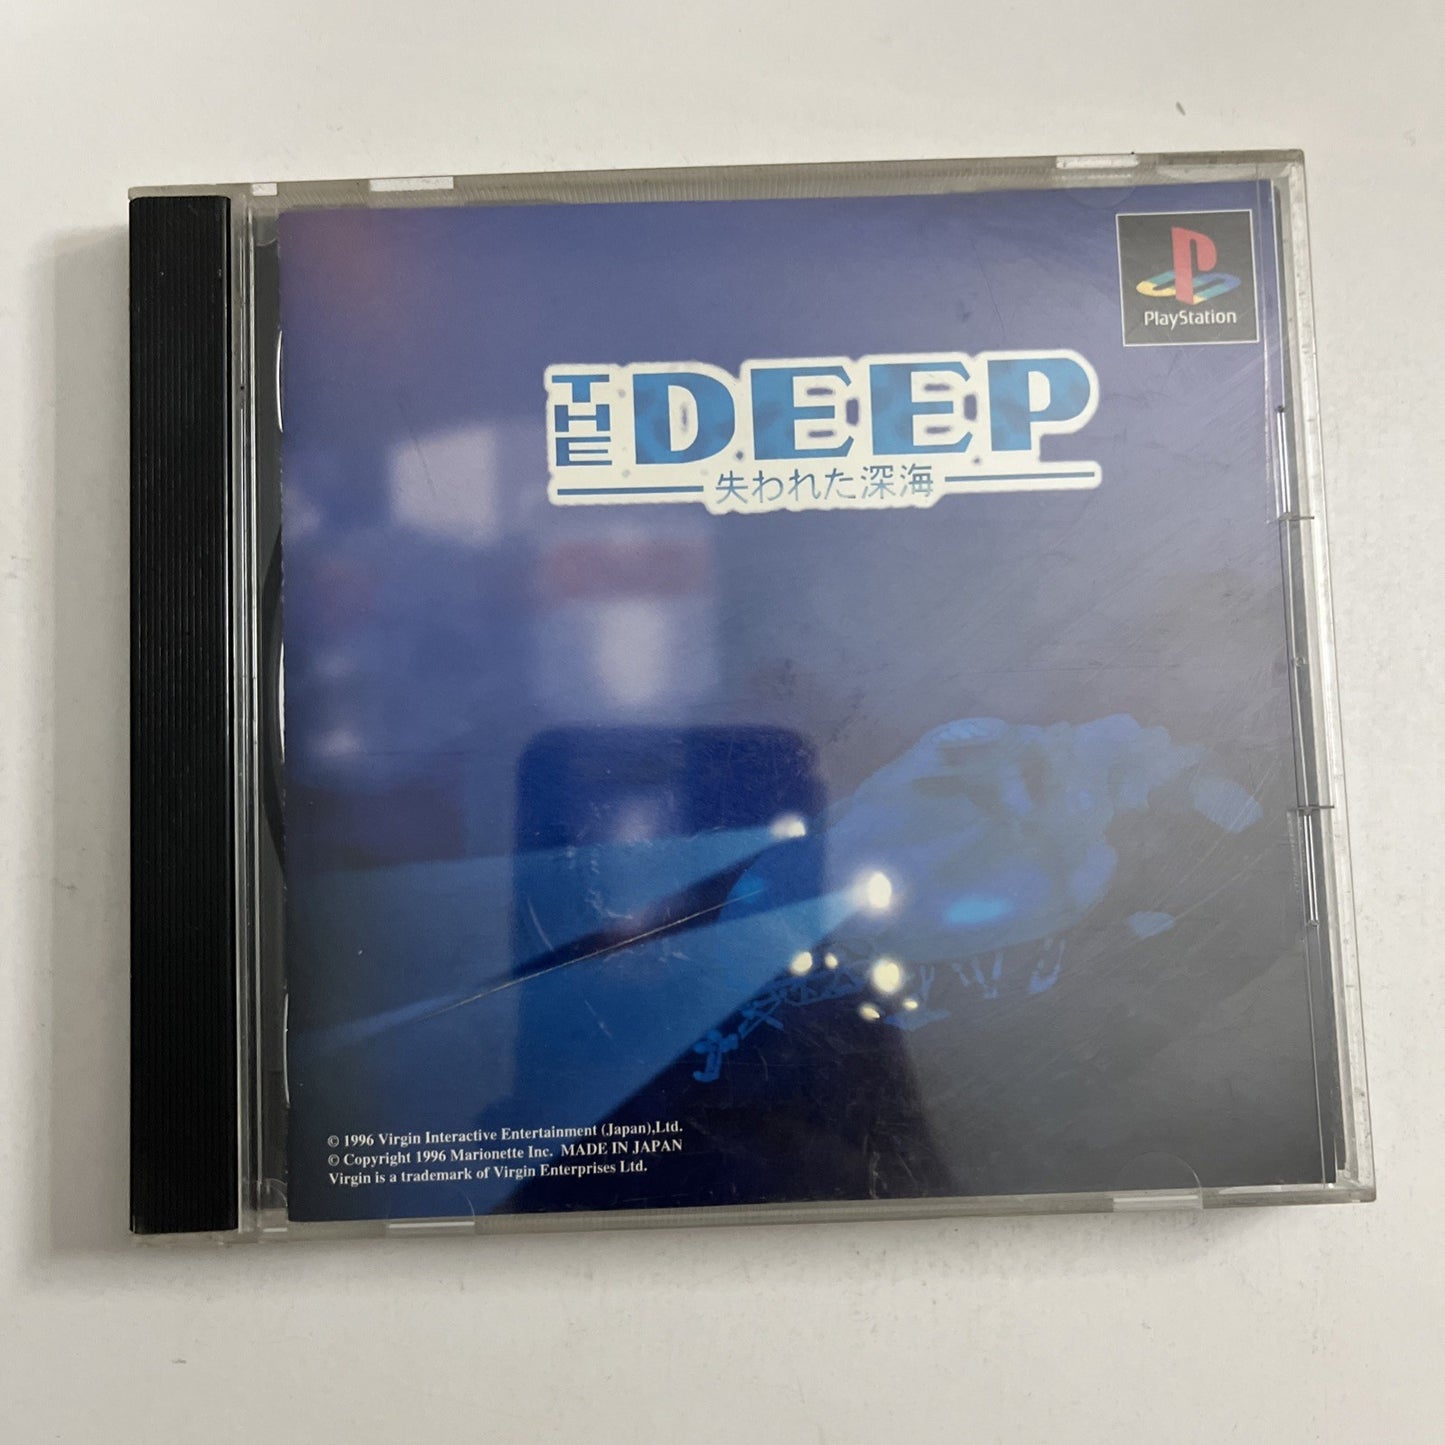 PlayStation
THE DEEP
失われた深海
© 1996 Virgin Interactive Entertainment (Japan),Ltd.
© Copyright 1996 Marionette Inc. MADE IN JAPAN
Virgin is a trademark of Virgin Enterprises Ltd.